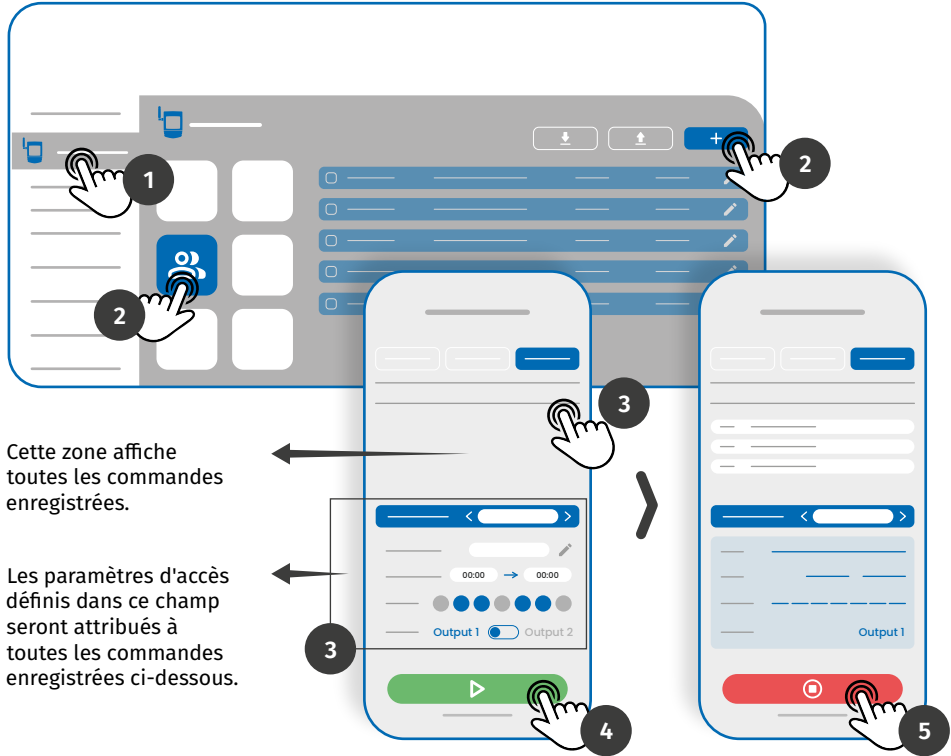 1
2
2
3
Cette zone affiche
toutes les commandes
enregistrées.
Les paramètres d'accès
définis dans ce champ
seront attribués à
toutes les commandes
enregistrées ci-dessous.
00:00 → 00:00
Output 1 Output 2
3
4
Output 1
5